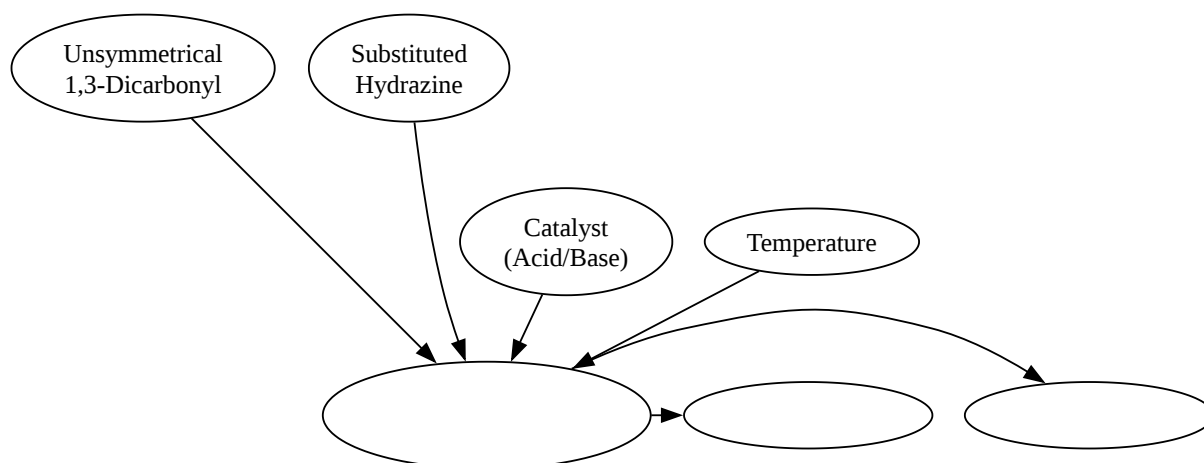 Unsymmetrical
1,3-Dicarbonyl
Substituted
Hydrazine
Catalyst
(Acid/Base)
Temperature